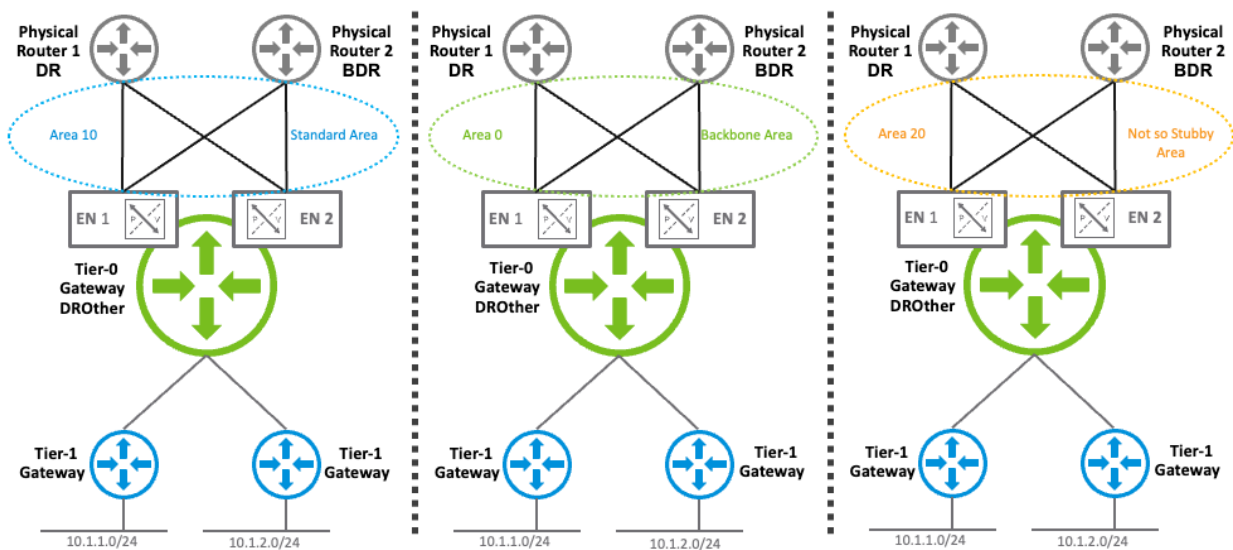 Physical
Router 1
DR
Physical
Router 2
BDR
Area 10
Standard Area
EN 1
P
V
P
V
EN 2
Tier-0
Gateway
DROther
Tier-1
Gateway
Tier-1
Gateway
10.1.1.0/24
10.1.2.0/24
Physical
Router 1
DR
Physical
Router 2
BDR
Area 0
Backbone Area
EN 1
P
V
P
V
EN 2
Tier-0
Gateway
DROther
Tier-1
Gateway
Tier-1
Gateway
10.1.1.0/24
10.1.2.0/24
Physical
Router 1
DR
Physical
Router 2
BDR
Area 20
Not so Stubby
Area
EN 1
P
V
P
V
EN 2
Tier-0
Gateway
DROther
Tier-1
Gateway
Tier-1
Gateway
10.1.1.0/24
10.1.2.0/24